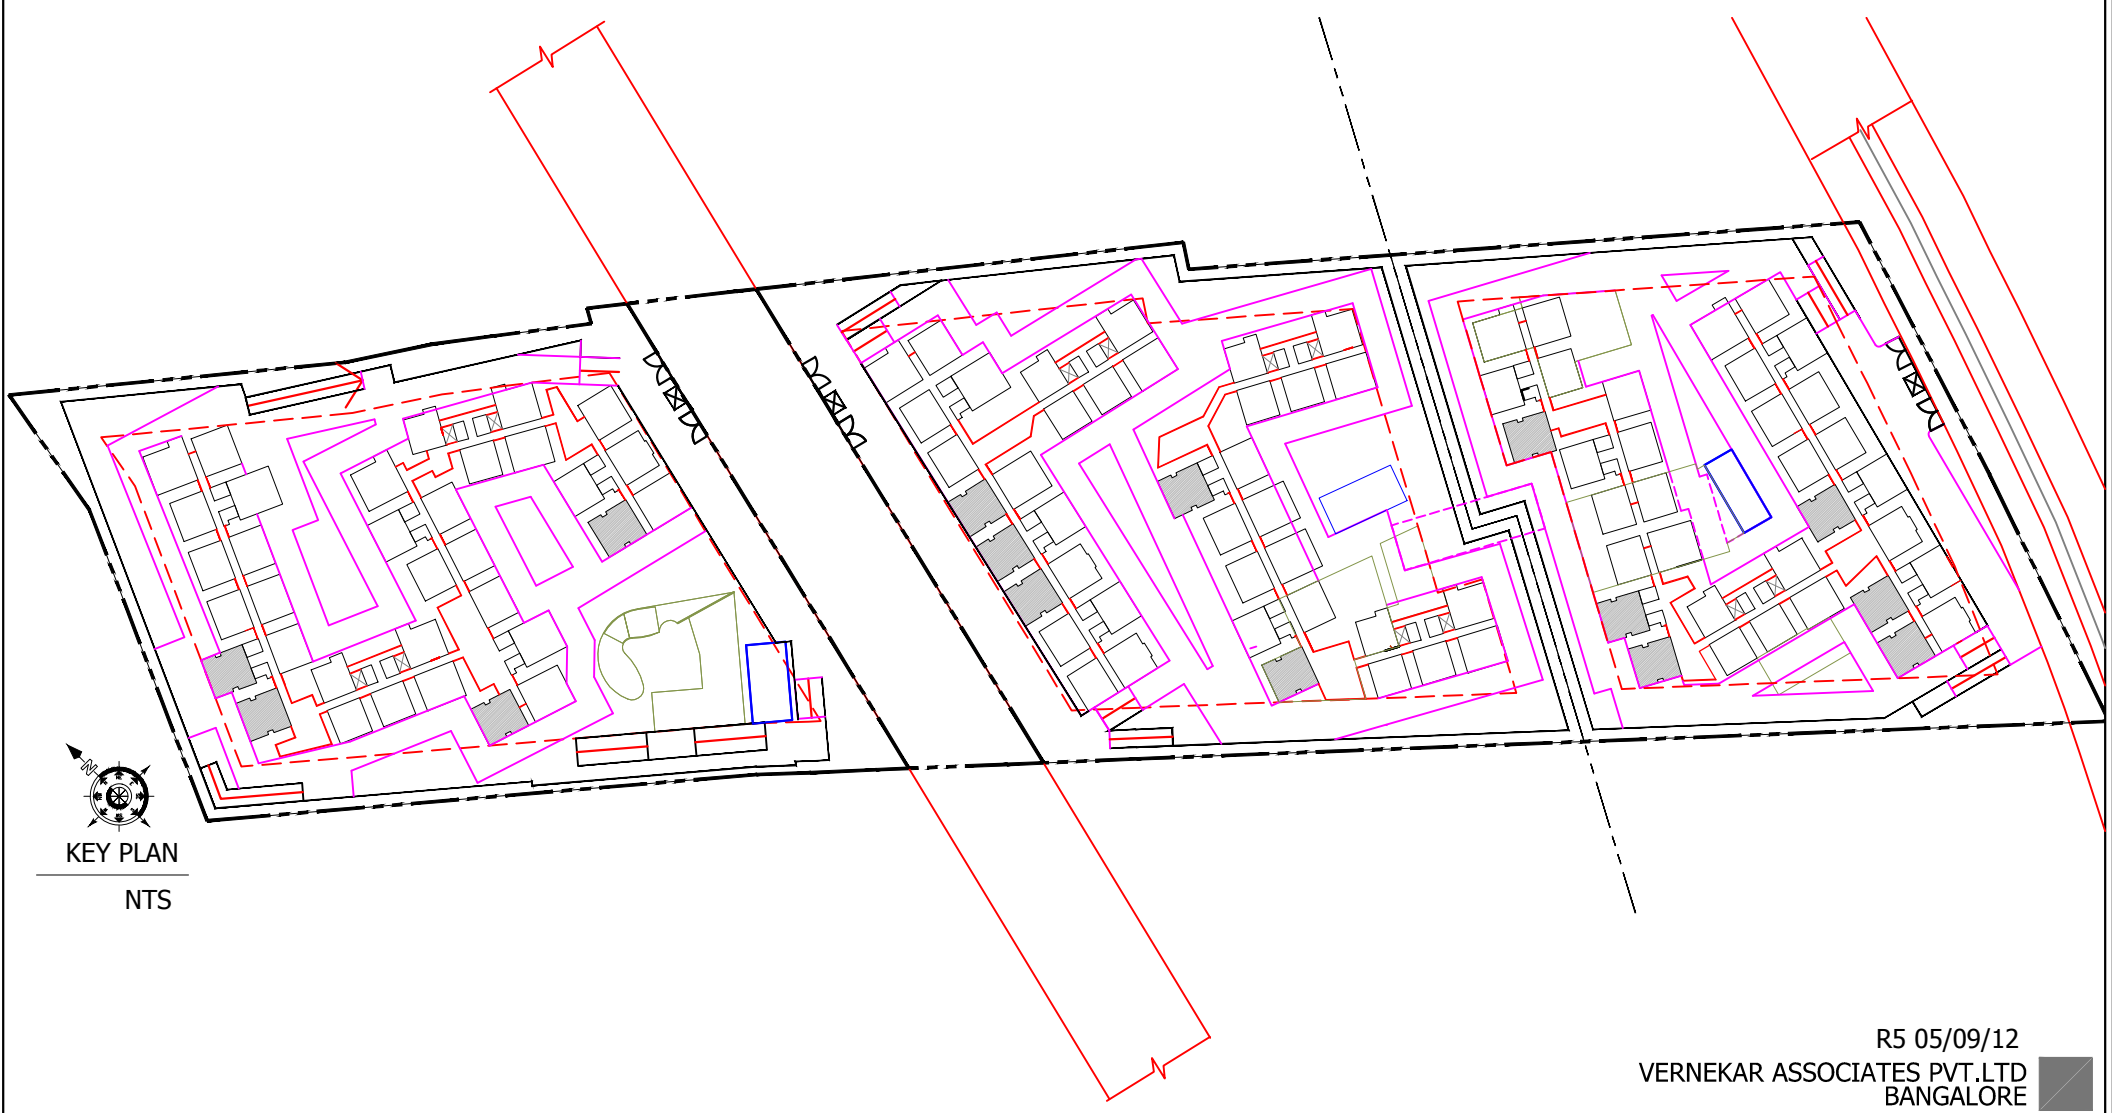 N
KEY PLAN
NTS
R5 05/09/12
VERNEKAR ASSOCIATES PVT.LTD
BANGALORE